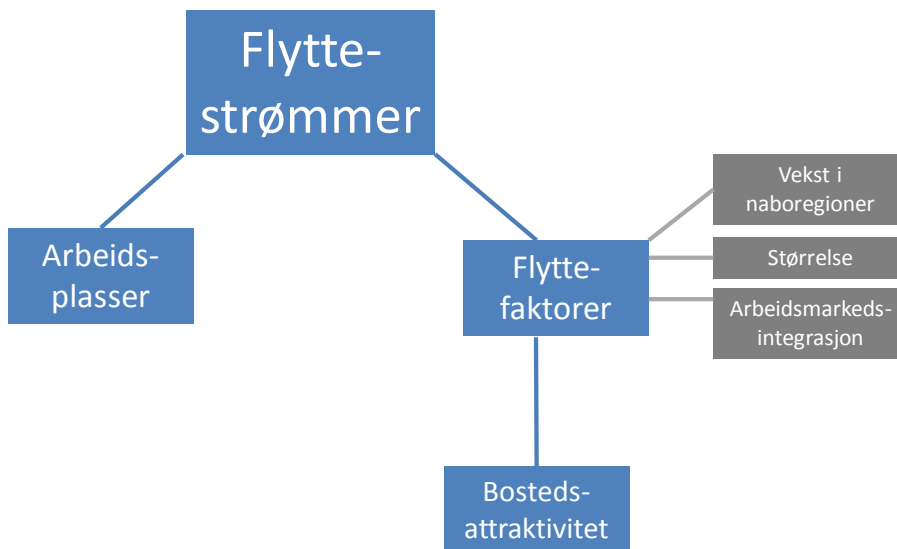 Flytte-
strømmer
Arbeids-
plasser
Flytte-
faktorer
Vekst i
naboregioner
Størrelse
Arbeidsmarkeds-
integrasjon
Bosteds-
attraktivitet